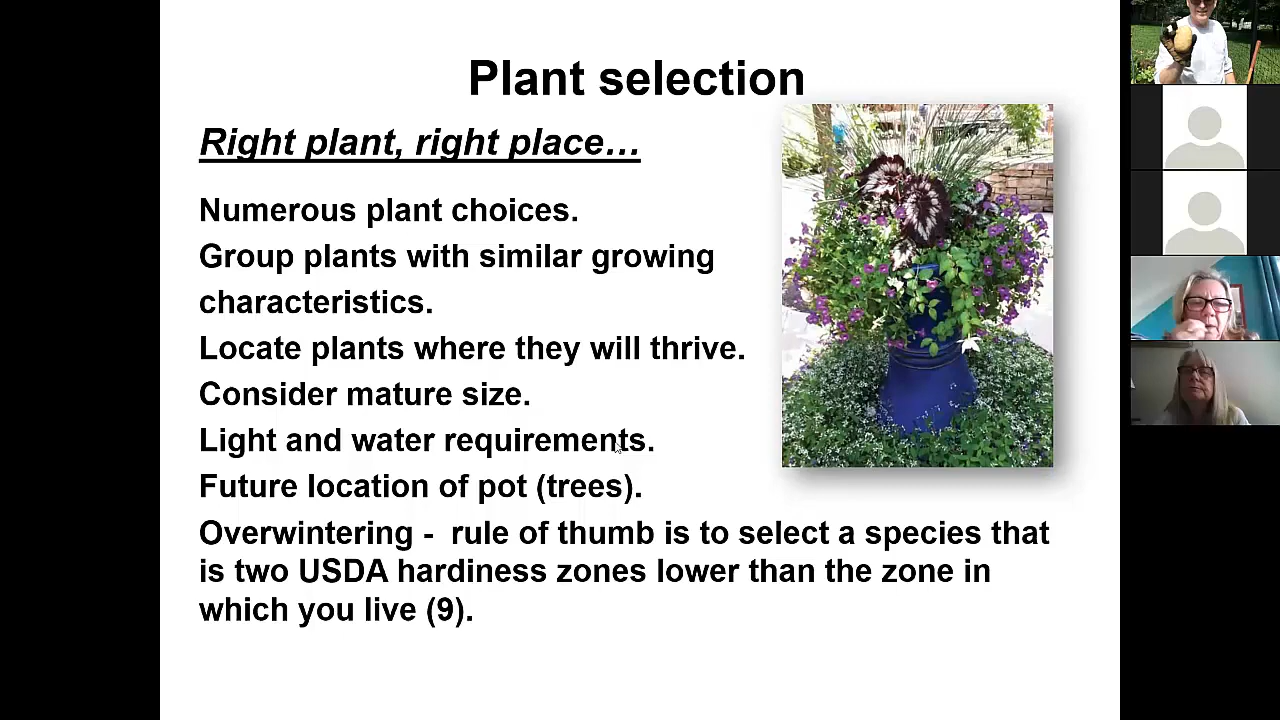 Plant selection
Right plant, right place…
Numerous plant choices.
Group plants with similar growing
characteristics.
Locate plants where they will thrive.
Consider mature size.
Light and water requirements.
Future location of pot (trees).
Overwintering -  rule of thumb is to select a species that
is two USDA hardiness zones lower than the zone in
which you live (9).